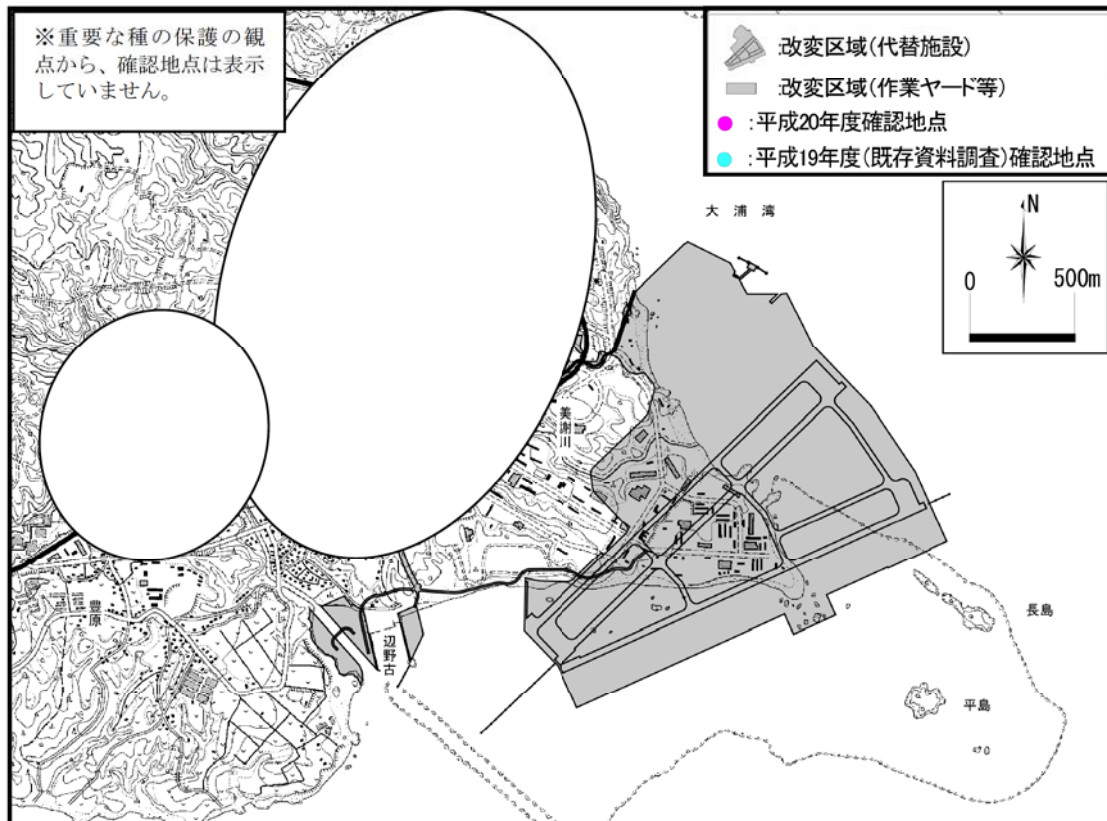 ※重要な種の保護の観
点から、確認地点は表示
していません。
:改変区域(代替施設)
:改変区域(作業ヤード等)
:平成20年度確認地点
:平成19年度(既存資料調査)確認地点
N
0 500m
大浦湾
美謝川
豊原
辺野古
長島
平島